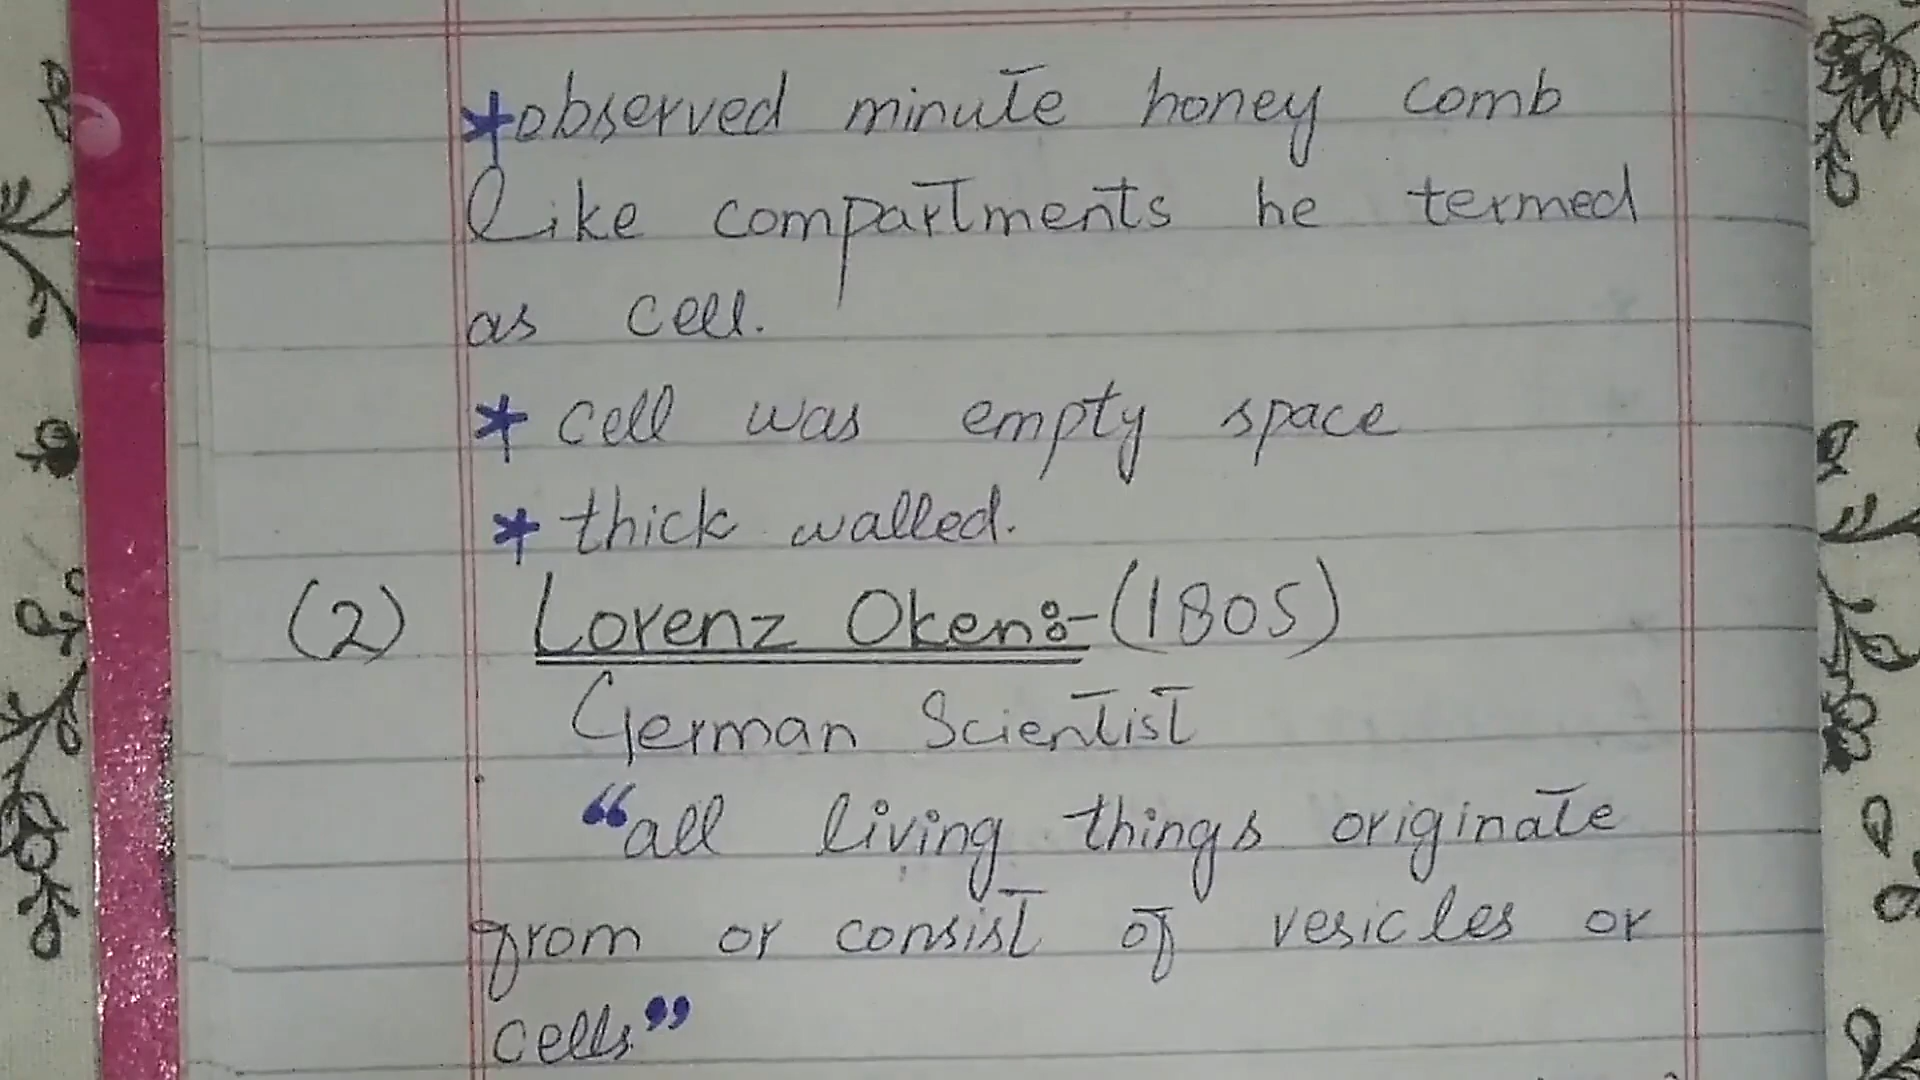 *observed minute honey comb
like compartments he termed
as cell.
* cell was empty space
* thick walled.
(2) Lorenz Oken:-(1805)
German Scientist
“all living things originate
from or consist of vesicles or
cells”